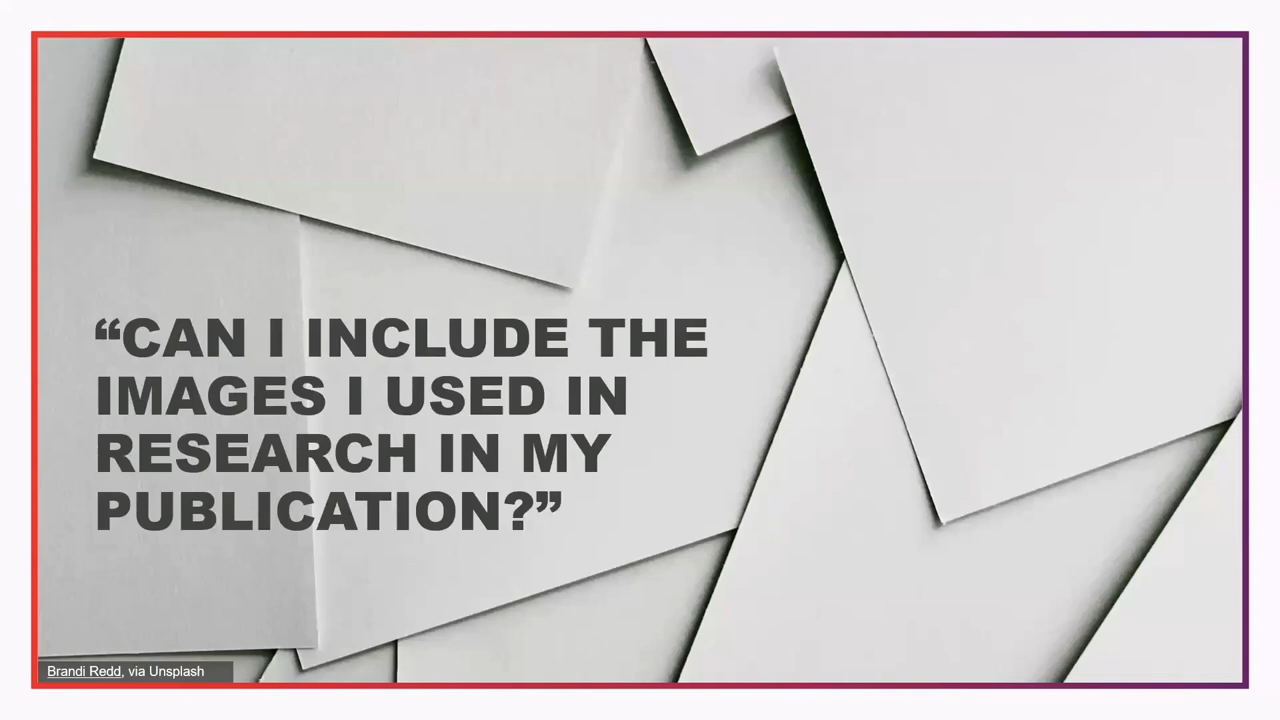 “CAN I INCLUDE THE
IMAGES I USED IN
RESEARCH IN MY
PUBLICATION?”
Brandi Redd, via Unsplash